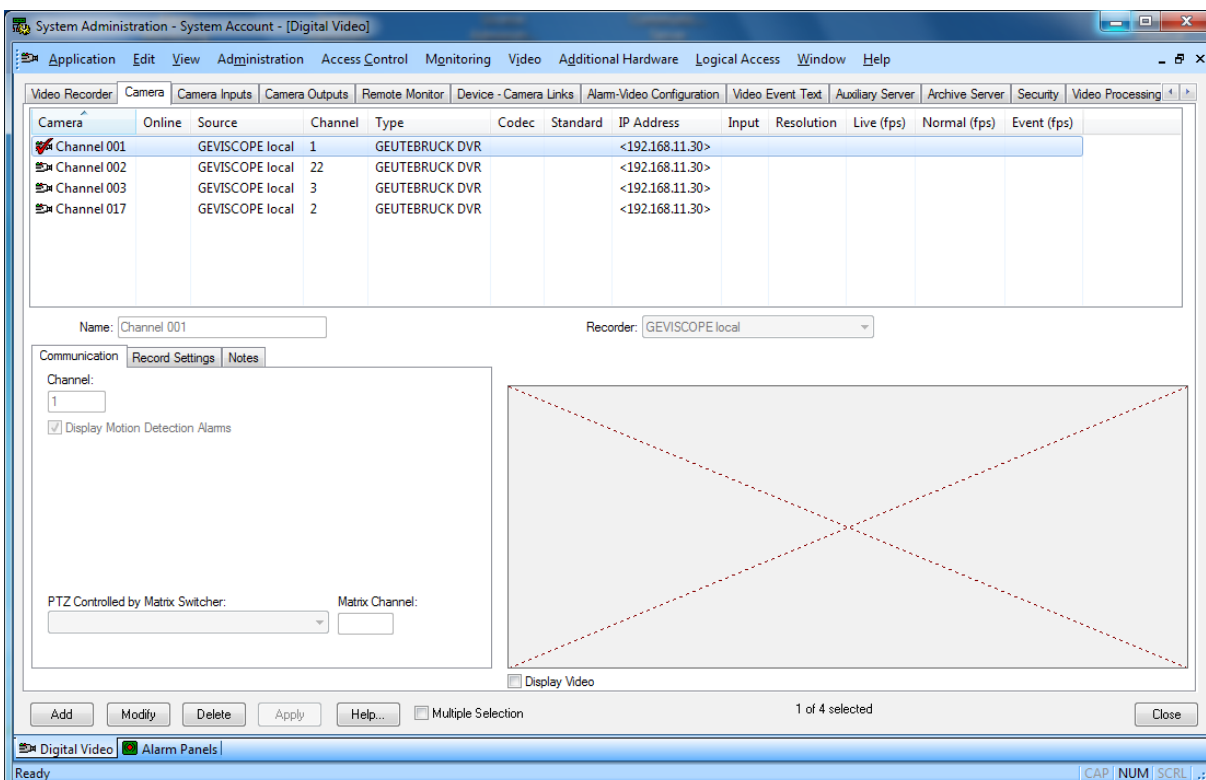 System Administration - System Account - [Digital Video]
Application Edit View Administration Access Control Monitoring Video Additional Hardware Logical Access Window Help
Video Recorder Camera Camera Inputs Camera Outputs Remote Monitor Device - Camera Links Alarm-Video Configuration Video Event Text Auxiliary Server Archive Server Security Video Processing
Camera Online Source Channel Type Codec Standard IP Address Input Resolution Live (fps) Normal (fps) Event (fps)
Channel 001 GEVISCOPE local 1 GEUTEBRUCK DVR <192.168.11.30>
Channel 002 GEVISCOPE local 22 GEUTEBRUCK DVR <192.168.11.30>
Channel 003 GEVISCOPE local 3 GEUTEBRUCK DVR <192.168.11.30>
Channel 017 GEVISCOPE local 2 GEUTEBRUCK DVR <192.168.11.30>
Name: Channel 001 Recorder: GEVISCOPE local
Communication Record Settings Notes
Channel:
1
Display Motion Detection Alarms
PTZ Controlled by Matrix Switcher: Matrix Channel:
Display Video
Add Modify Delete Apply Help... Multiple Selection 1 of 4 selected Close
Digital Video Alarm Panels
Ready CAP NUM SCRL